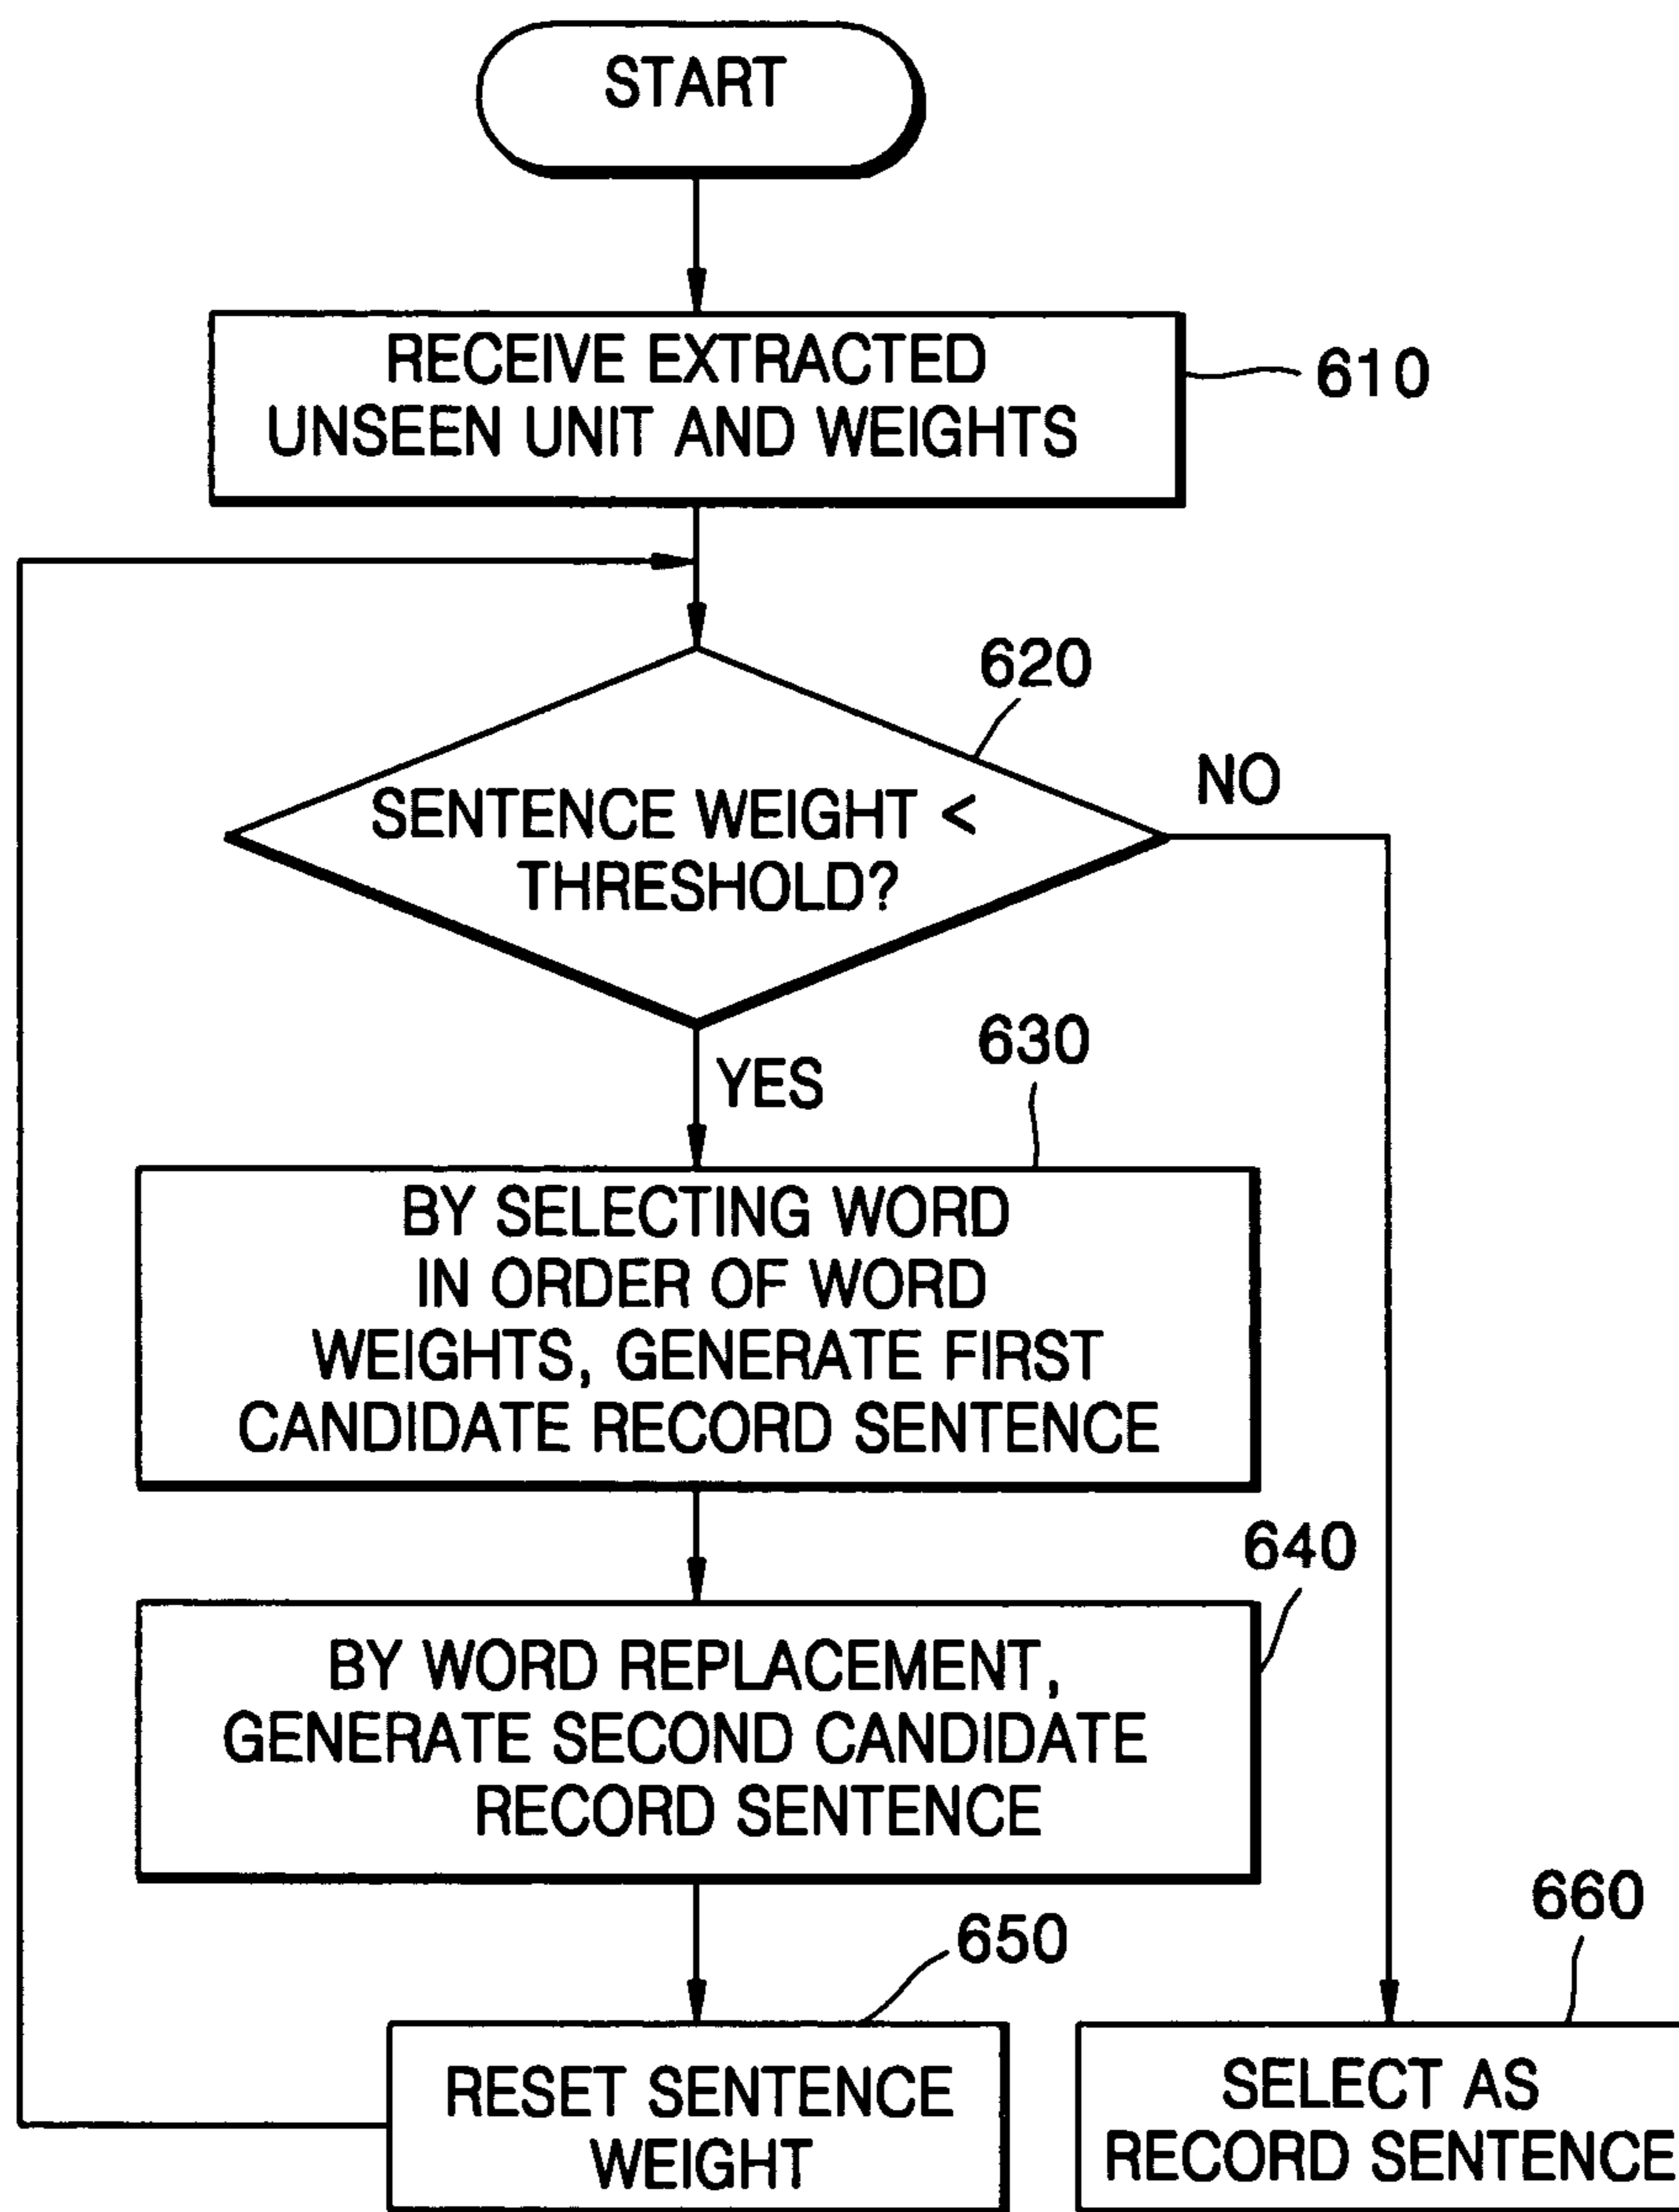 START
RECEIVE EXTRACTED
UNSEEN UNIT AND WEIGHTS
610
620
SENTENCE WEIGHT <
THRESHOLD?
NO
YES
630
BY SELECTING WORD
IN ORDER OF WORD
WEIGHTS, GENERATE FIRST
CANDIDATE RECORD SENTENCE
640
BY WORD REPLACEMENT,
GENERATE SECOND CANDIDATE
RECORD SENTENCE
650
RESET SENTENCE
WEIGHT
660
SELECT AS
RECORD SENTENCE